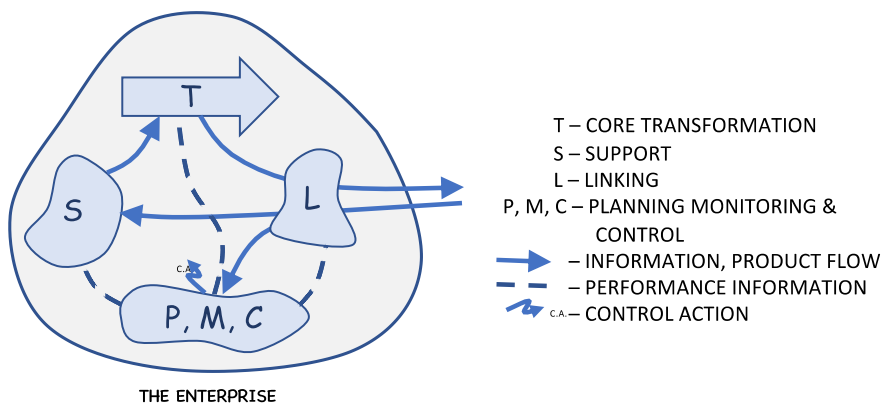 T
S
L
C.A.
P, M, C
THE ENTERPRISE
T – CORE TRANSFORMATION
S – SUPPORT
L – LINKING
P, M, C – PLANNING MONITORING &
CONTROL
– INFORMATION, PRODUCT FLOW
– PERFORMANCE INFORMATION
C.A. – CONTROL ACTION